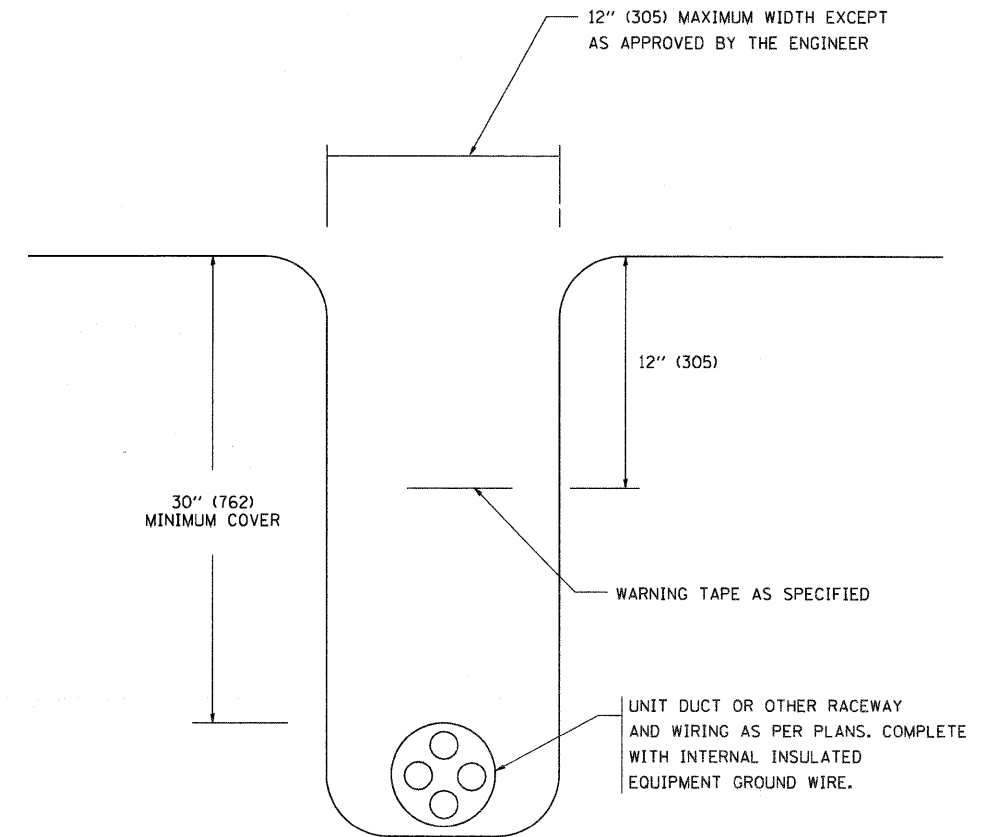 12" (305) MAXIMUM WIDTH EXCEPT
AS APPROVED BY THE ENGINEER
12" (305)
30" (762)
MINIMUM COVER
WARNING TAPE AS SPECIFIED
UNIT DUCT OR OTHER RACEWAY
AND WIRING AS PER PLANS. COMPLETE
WITH INTERNAL INSULATED
EQUIPMENT GROUND WIRE.